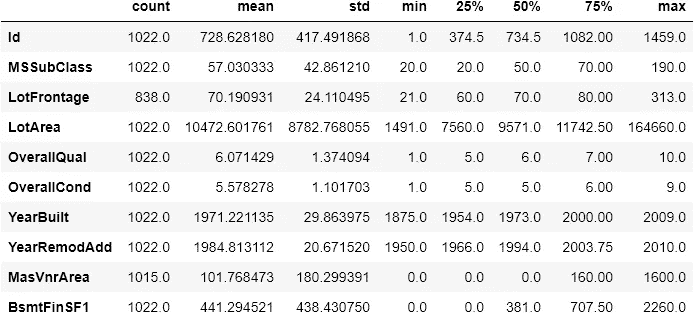 count mean std min 25% 50% 75% max
Id 1022.0 728.628180 417.491868 1.0 374.5 734.5 1082.00 1459.0
MSSubClass 1022.0 57.030333 42.861210 20.0 20.0 50.0 70.00 190.0
LotFrontage 838.0 70.190931 24.110495 21.0 60.0 70.0 80.00 313.0
LotArea 1022.0 10472.601761 8782.768055 1491.0 7560.0 9571.0 11742.50 164660.0
OverallQual 1022.0 6.071429 1.374094 1.0 5.0 6.0 7.00 10.0
OverallCond 1022.0 5.578278 1.101703 1.0 5.0 5.0 6.00 9.0
YearBuilt 1022.0 1971.221135 29.863975 1875.0 1954.0 1973.0 2000.00 2009.0
YearRemodAdd 1022.0 1984.813112 20.671520 1950.0 1966.0 1994.0 2003.75 2010.0
MasVnrArea 1015.0 101.768473 180.299391 0.0 0.0 0.0 160.00 1600.0
BsmtFinSF1 1022.0 441.294521 438.430750 0.0 0.0 381.0 707.50 2260.0